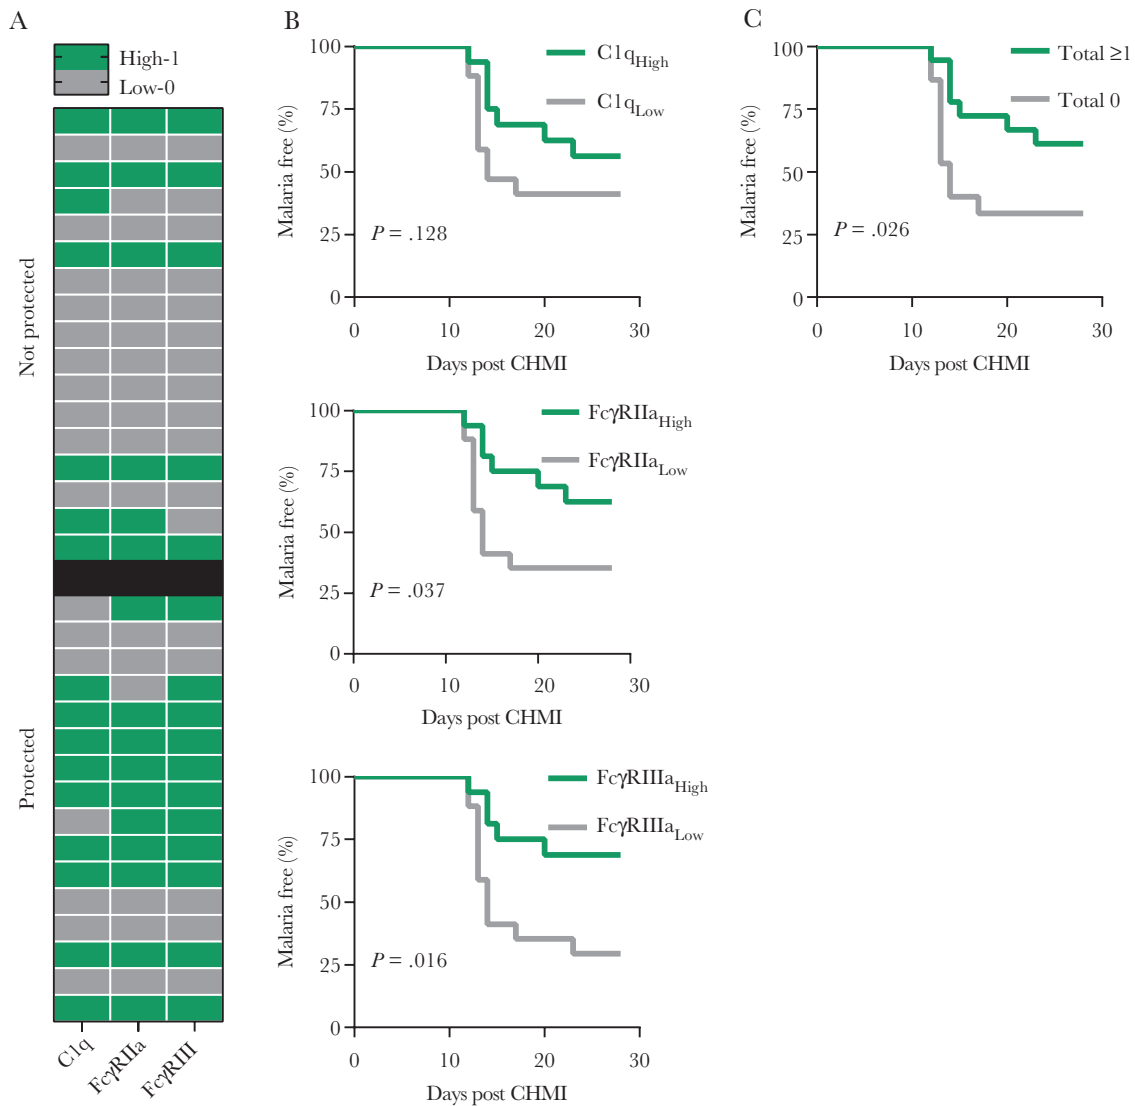 A
High-1
Low-0
Not protected
Protected
C1q
FcγRIIa
FcγRIII
B
100
75
50
25
0
Malaria free (%)
C1qHigh
C1qLow
P = .128
0 10 20 30
Days post CHMI
100
75
50
25
0
Malaria free (%)
FcγRIIaHigh
FcγRIIaLow
P = .037
0 10 20 30
Days post CHMI
100
75
50
25
0
Malaria free (%)
FcγRIIIaHigh
FcγRIIIaLow
P = .016
0 10 20 30
Days post CHMI
C
100
75
50
25
0
Malaria free (%)
Total ≥1
Total 0
P = .026
0 10 20 30
Days post CHMI